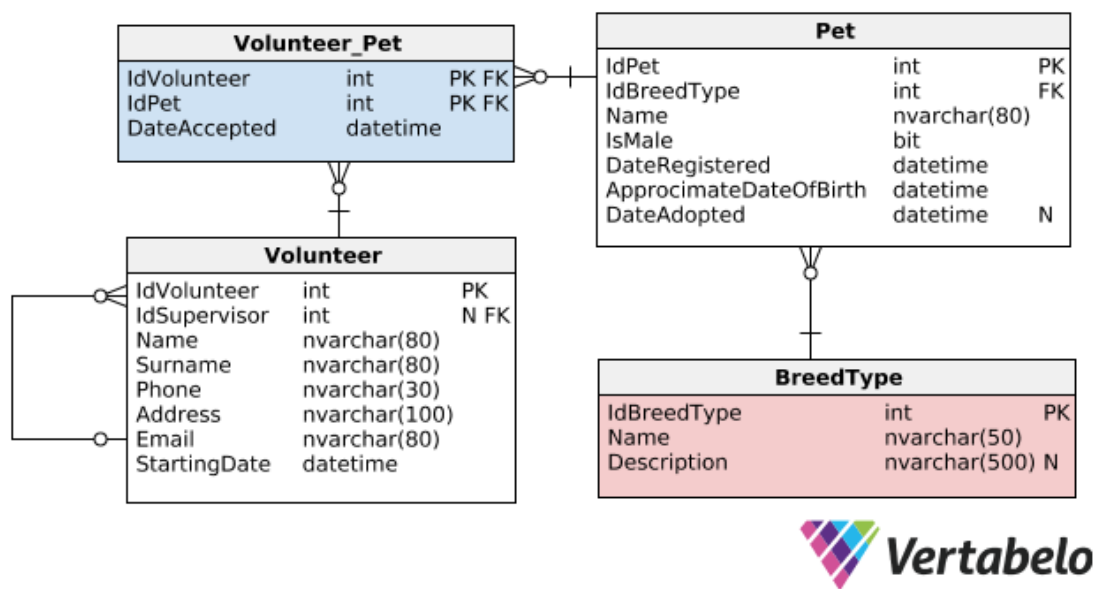 Volunteer_Pet
IdVolunteer int PK FK
IdPet int PK FK
DateAccepted datetime
Pet
IdPet int PK
IdBreedType int FK
Name nvarchar(80)
IsMale bit
DateRegistered datetime
ApprocimateDateOfBirth datetime
DateAdopted datetime N
Volunteer
IdVolunteer int PK
IdSupervisor int N FK
Name nvarchar(80)
Surname nvarchar(80)
Phone nvarchar(30)
Address nvarchar(100)
Email nvarchar(80)
StartingDate datetime
BreedType
IdBreedType int PK
Name nvarchar(50)
Description nvarchar(500) N
Vertabelo